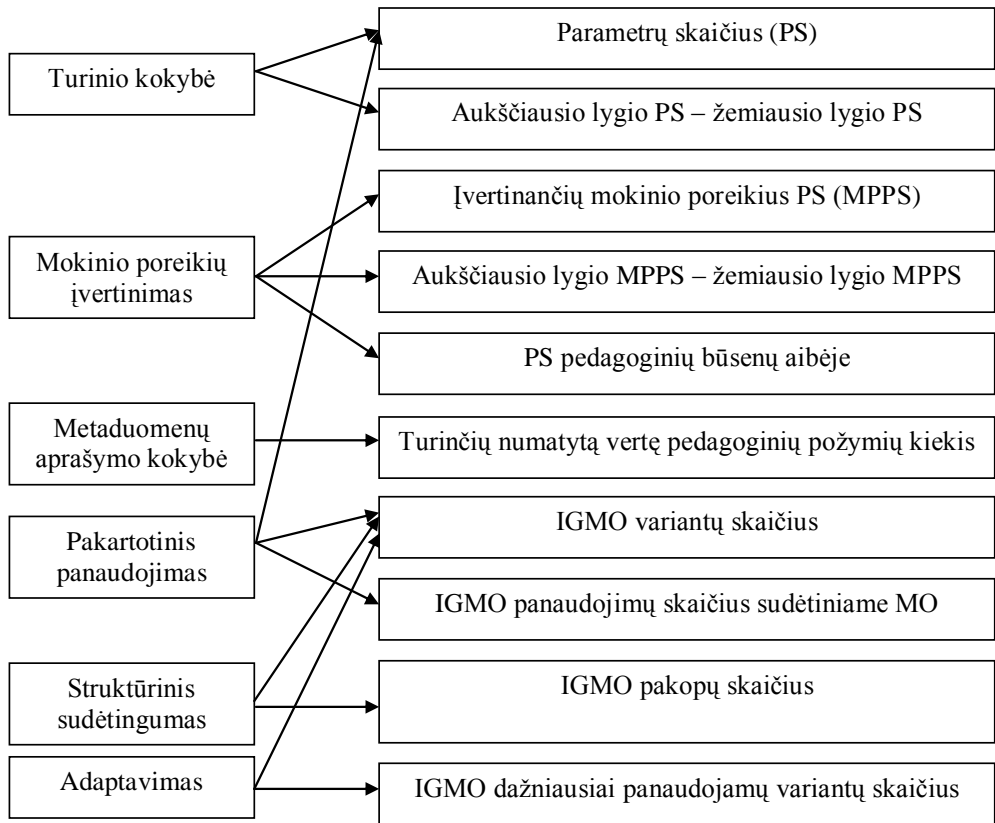 Turinio kokybė
Mokinio poreikių
įvertinimas
Metaduomenų
aprašymo kokybė
Pakartotinis
panaudojimas
Struktūrinis
sudėtingumas
Adaptavimas
Parametrų skaičius (PS)
Aukščiausio lygio PS – žemiausio lygio PS
Įvertinančių mokinio poreikius PS (MPPS)
Aukščiausio lygio MPPS – žemiausio lygio MPPS
PS pedagoginių būsenų aibėje
Turinčių numatytą vertę pedagoginių požymių kiekis
IGMO variantų skaičius
IGMO panaudojimų skaičius sudėtiniame MO
IGMO pakopų skaičius
IGMO dažniausiai panaudojamų variantų skaičius